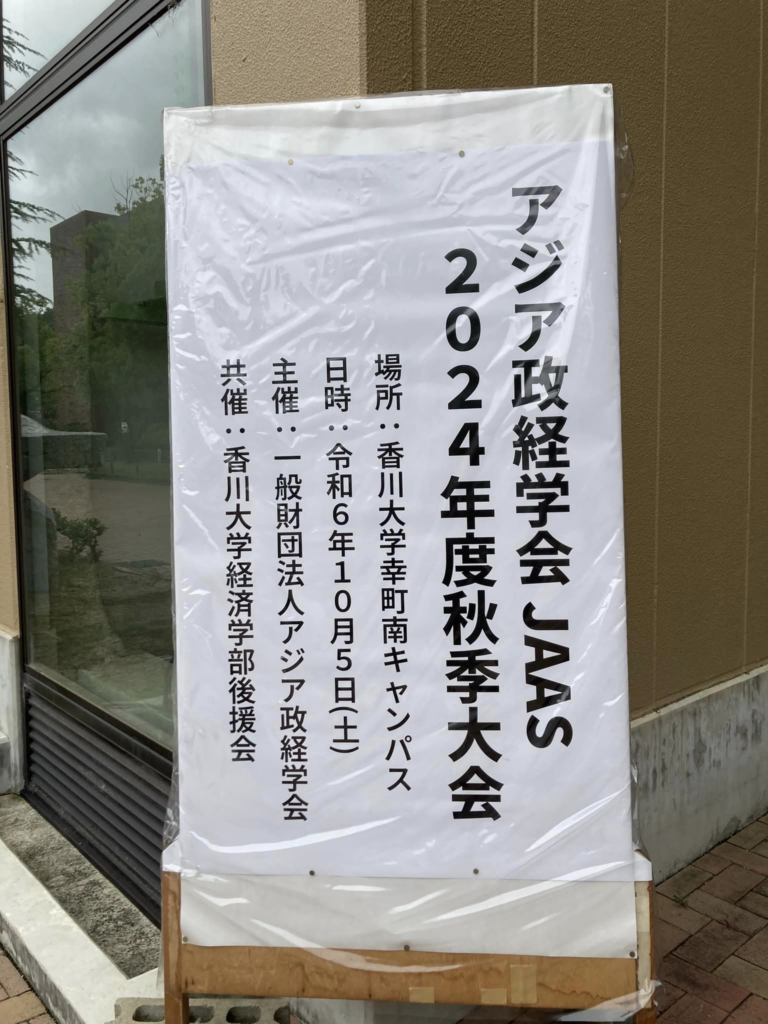 アジア政経学会 JAAS
2024年度秋季大会
場所：香川大学幸町南キャンパス
日時：令和6年10月5日(土)
主催：一般財団法人アジア政経学会
共催：香川大学経済学部後援会